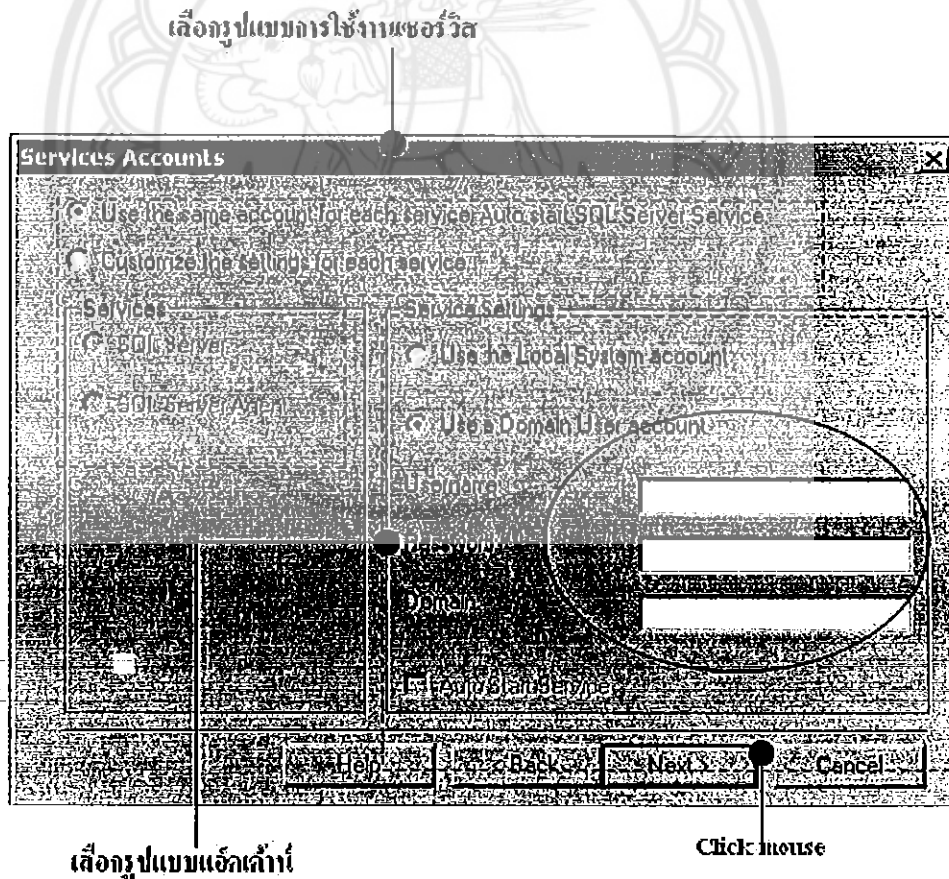 เลือกรูปแบบการใช้งานเซอร์วิส
Services Accounts
Use the same account for each service. Auto start SQL Server Service.
Customize the settings for each service.
Services
Service Settings
SQL Server
Use the Local System account
SQL Server Agent
Use a Domain User account
Username
Password
Domain
Auto Start Service
Help
< Back
Next >
Cancel
เลือกรูปแบบแอ็คเค้าน์
Click mouse